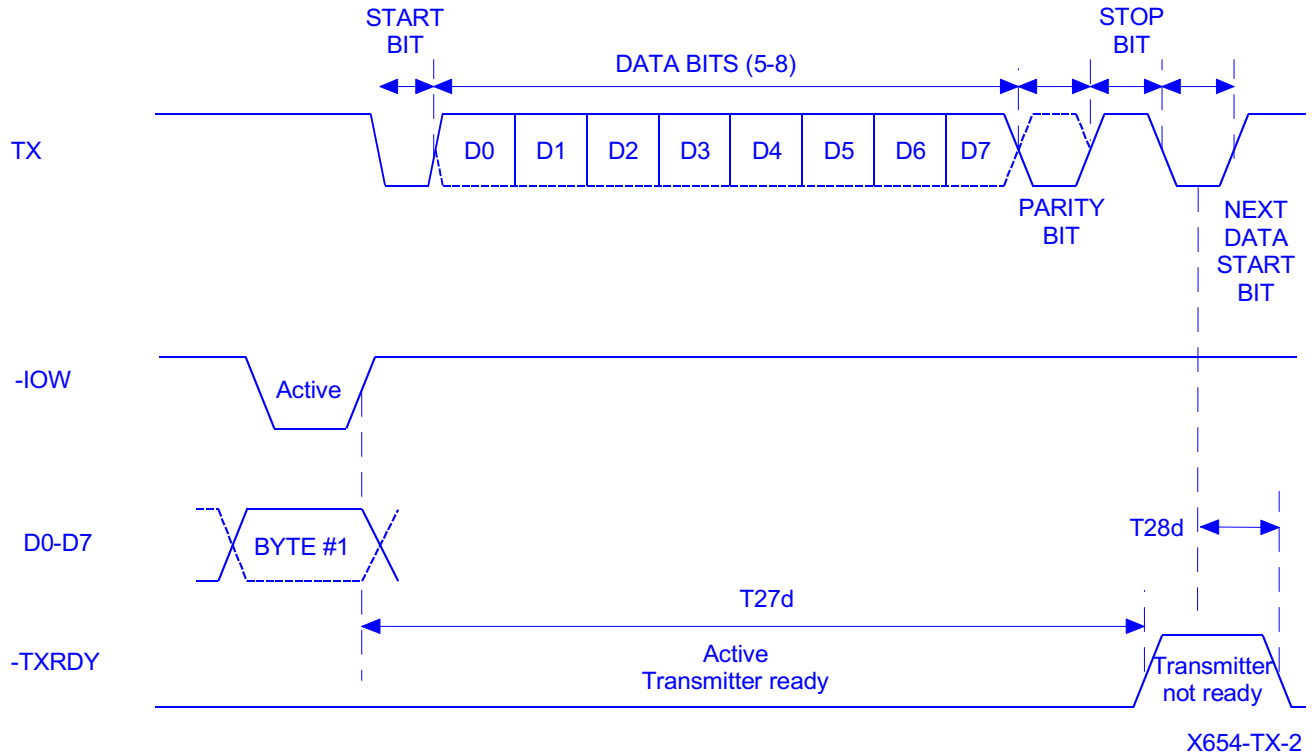 START
BIT
DATA BITS (5-8)
STOP
BIT
TX
D0 D1 D2 D3 D4 D5 D6 D7
PARITY
BIT
NEXT
DATA
START
BIT
-IOW
Active
D0-D7
BYTE #1
T28d
T27d
-TXRDY
Active
Transmitter ready
Transmitter
not ready
X654-TX-2